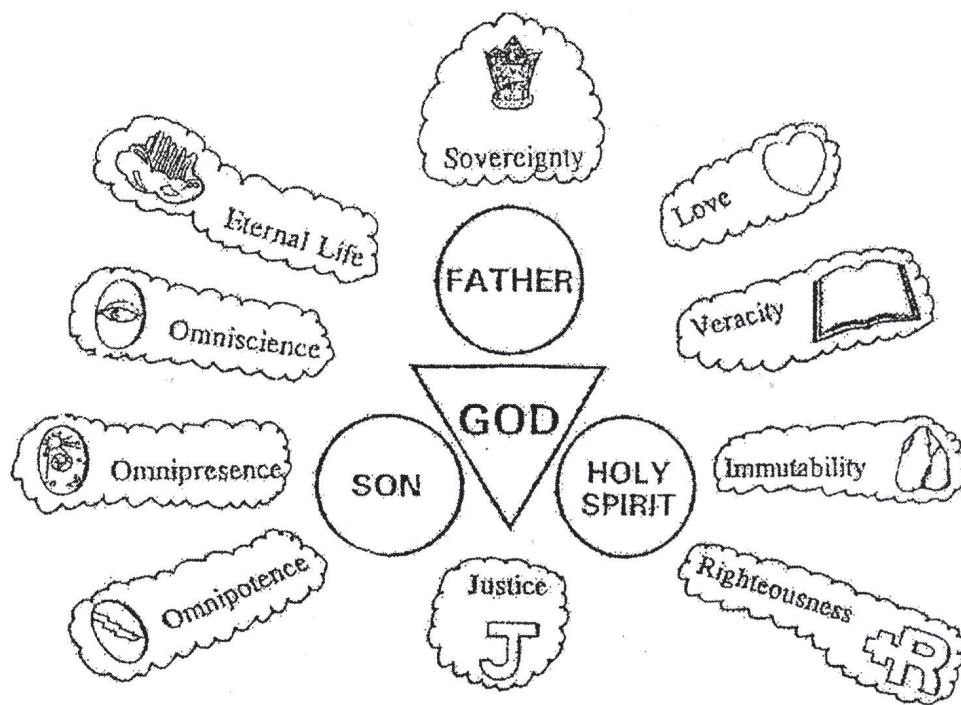 Sovereignty
Eternal Life
Love
FATHER
Omniscience
Veracity
GOD
Omnipresence
SON
HOLY
SPIRIT
Immutability
Omnipotence
Justice
J
Righteousness
+R